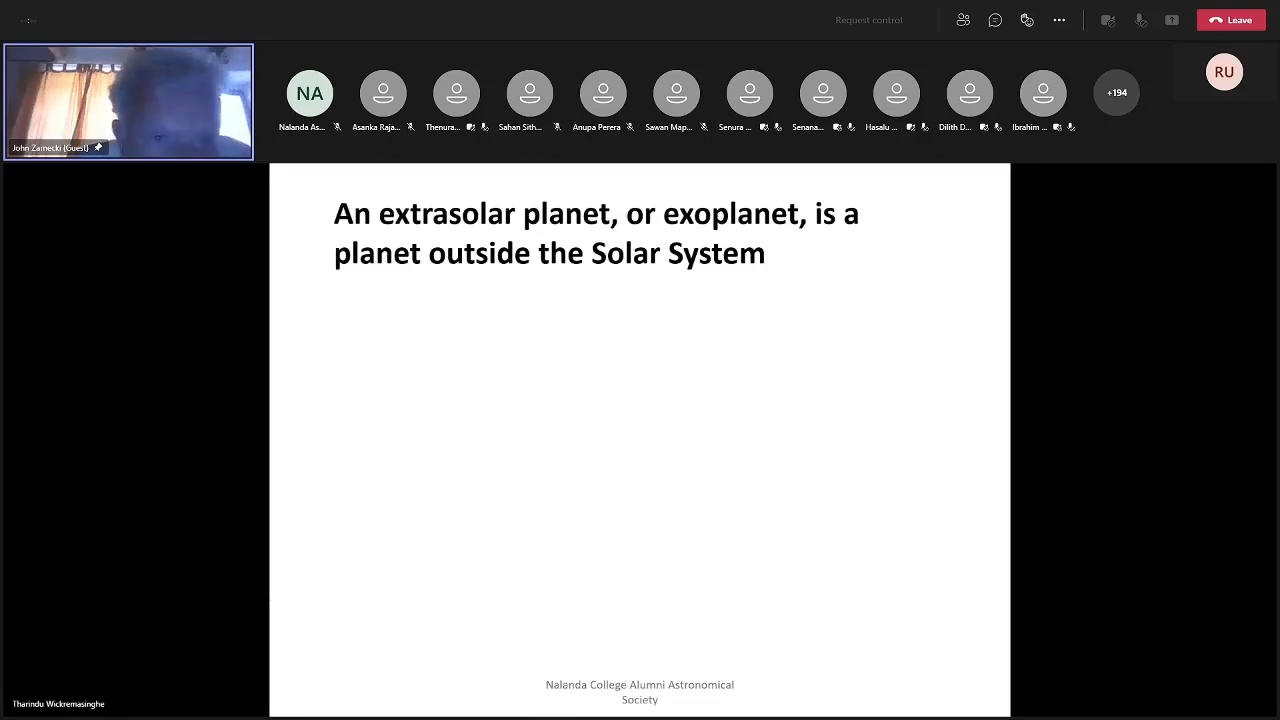 Request control
Leave
John Zarnecki (Guest)
NA
RU
+194
Nalanda As...
Asanka Raja...
Thenura...
Sahan Sith...
Anupa Perera
Sawan Map...
Senura ...
Senana...
Hasalu ...
Dilith D...
Ibrahim ...
An extrasolar planet, or exoplanet, is a
planet outside the Solar System
Nalanda College Alumni Astronomical
Society
Tharindu Wickremasinghe